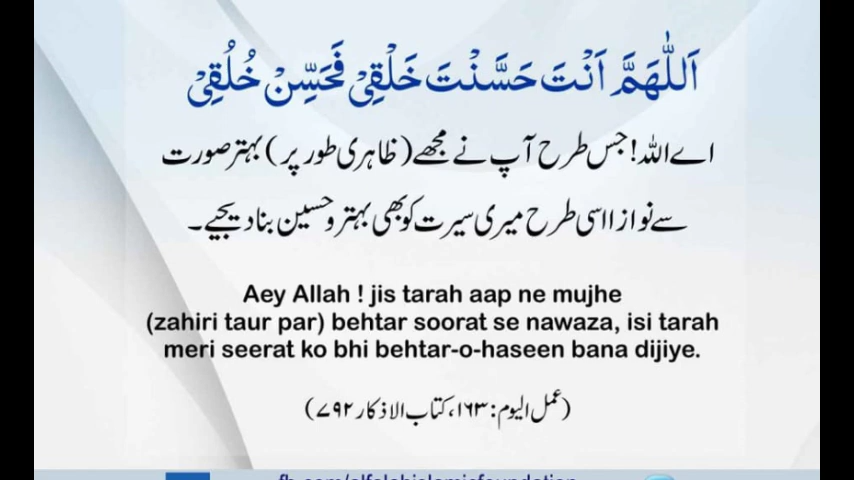 اَللّٰهَمَّ اَنْتَ حَسَّنْتَ خَلْقِیْ فَحَسِّنْ خُلُقِیْ
اے اللہ! جس طرح آپ نے مجھے (ظاہری طور پر) بہتر صورت
سے نوازا اسی طرح میری سیرت کو بھی بہتر و حسین بنا دیجیے۔
Aey Allah ! jis tarah aap ne mujhe
(zahiri taur par) behtar soorat se nawaza, isi tarah
meri seerat ko bhi behtar-o-haseen bana dijiye.
(عمل الیوم: ۱۶۳، کتاب الاذکار ۷۹۲)
fb.com/alfalahislamicfoundation